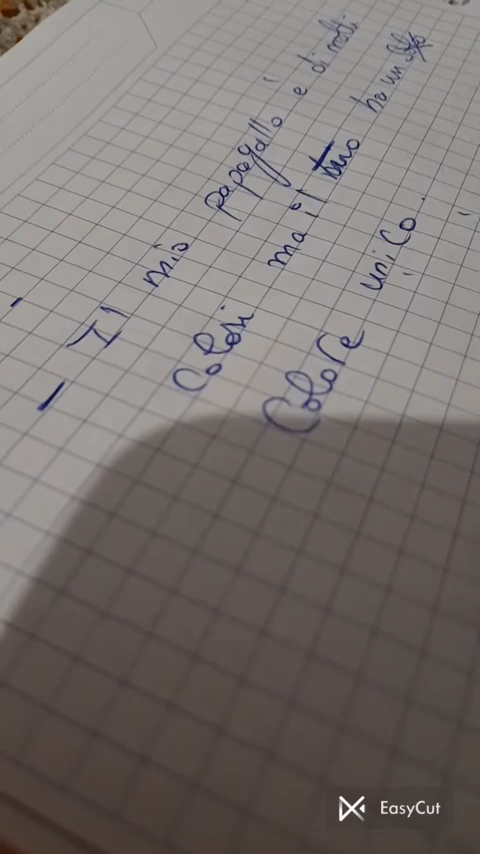 - Il mio papagallo è di molti
colori ma il tuo ha un
Colore unico.
EasyCut